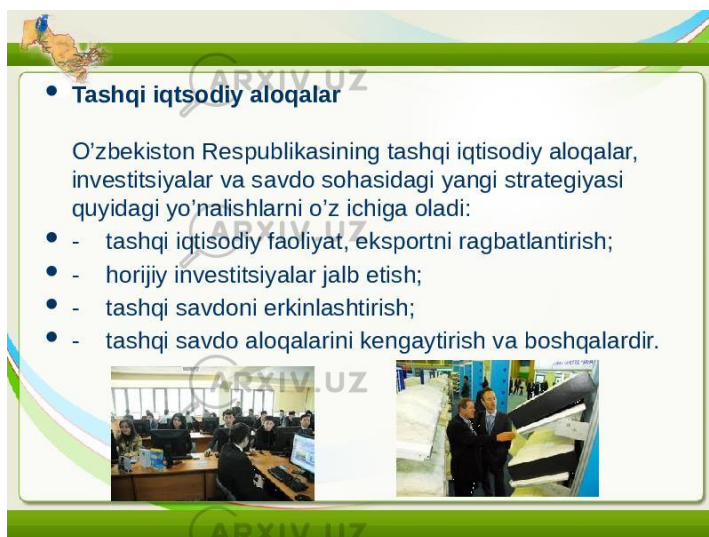 ARXIV.UZ
Tashqi iqtsodiy aloqalar
O’zbekiston Respublikasining tashqi iqtisodiy aloqalar,
investitsiyalar va savdo sohasidagi yangi strategiyasi
quyidagi yo’nalishlarni o’z ichiga oladi:
ARXIV.UZ
- tashqi iqtisodiy faoliyat, eksportni ragbatlantirish;
- horijiy investitsiyalar jalb etish;
- tashqi savdoni erkinlashtirish;
- tashqi savdo aloqalarini kengaytirish va boshqalardir.
ARXIV.UZ
ARXIV.UZ